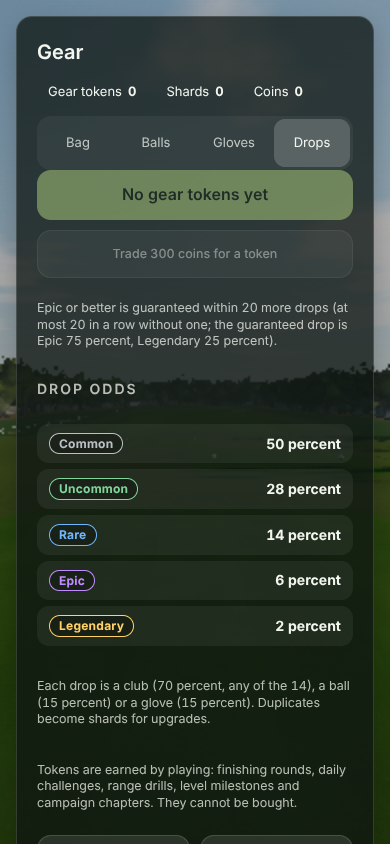 Gear
Gear tokens 0 Shards 0 Coins 0
Bag Balls Gloves Drops
No gear tokens yet
Trade 300 coins for a token
Epic or better is guaranteed within 20 more drops (at
most 20 in a row without one; the guaranteed drop is
Epic 75 percent, Legendary 25 percent).
DROP ODDS
Common 50 percent
Uncommon 28 percent
Rare 14 percent
Epic 6 percent
Legendary 2 percent
Each drop is a club (70 percent, any of the 14), a ball
(15 percent) or a glove (15 percent). Duplicates
become shards for upgrades.
Tokens are earned by playing: finishing rounds, daily
challenges, range drills, level milestones and
campaign chapters. They cannot be bought.